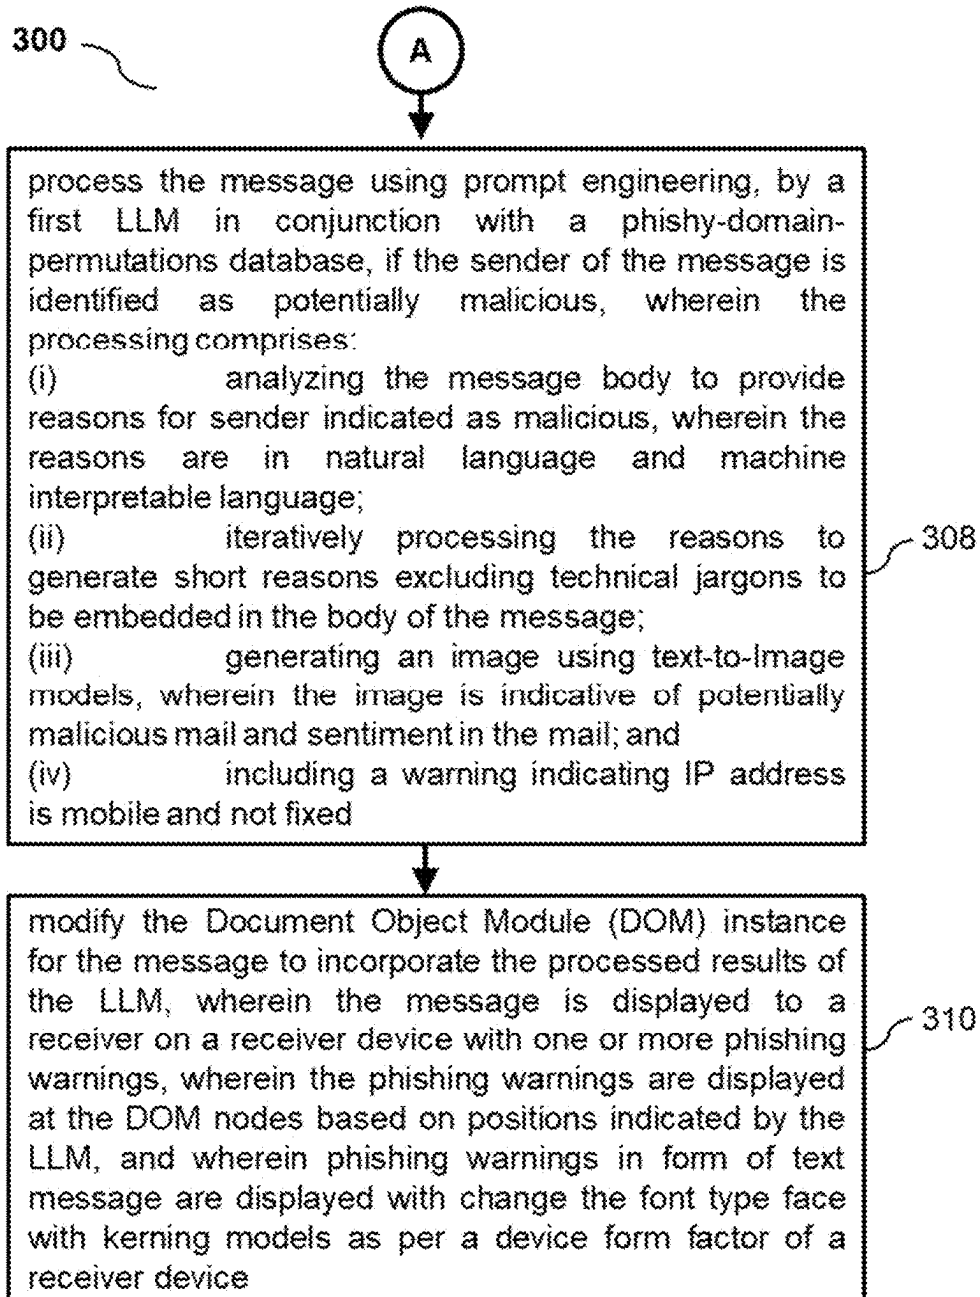 300
A
process the message using prompt engineering, by a
first LLM in conjunction with a phishy-domain-
permutations database, if the sender of the message is
identified as potentially malicious, wherein the
processing comprises:
(i) analyzing the message body to provide
reasons for sender indicated as malicious, wherein the
reasons are in natural language and machine
interpretable language;
(ii) iteratively processing the reasons to
generate short reasons excluding technical jargons to
be embedded in the body of the message;
(iii) generating an image using text-to-Image
models, wherein the image is indicative of potentially
malicious mail and sentiment in the mail; and
(iv) including a warning indicating IP address
is mobile and not fixed
308
modify the Document Object Module (DOM) instance
for the message to incorporate the processed results of
the LLM, wherein the message is displayed to a
receiver on a receiver device with one or more phishing
warnings, wherein the phishing warnings are displayed
at the DOM nodes based on positions indicated by the
LLM, and wherein phishing warnings in form of text
message are displayed with change the font type face
with kerning models as per a device form factor of a
receiver device
310